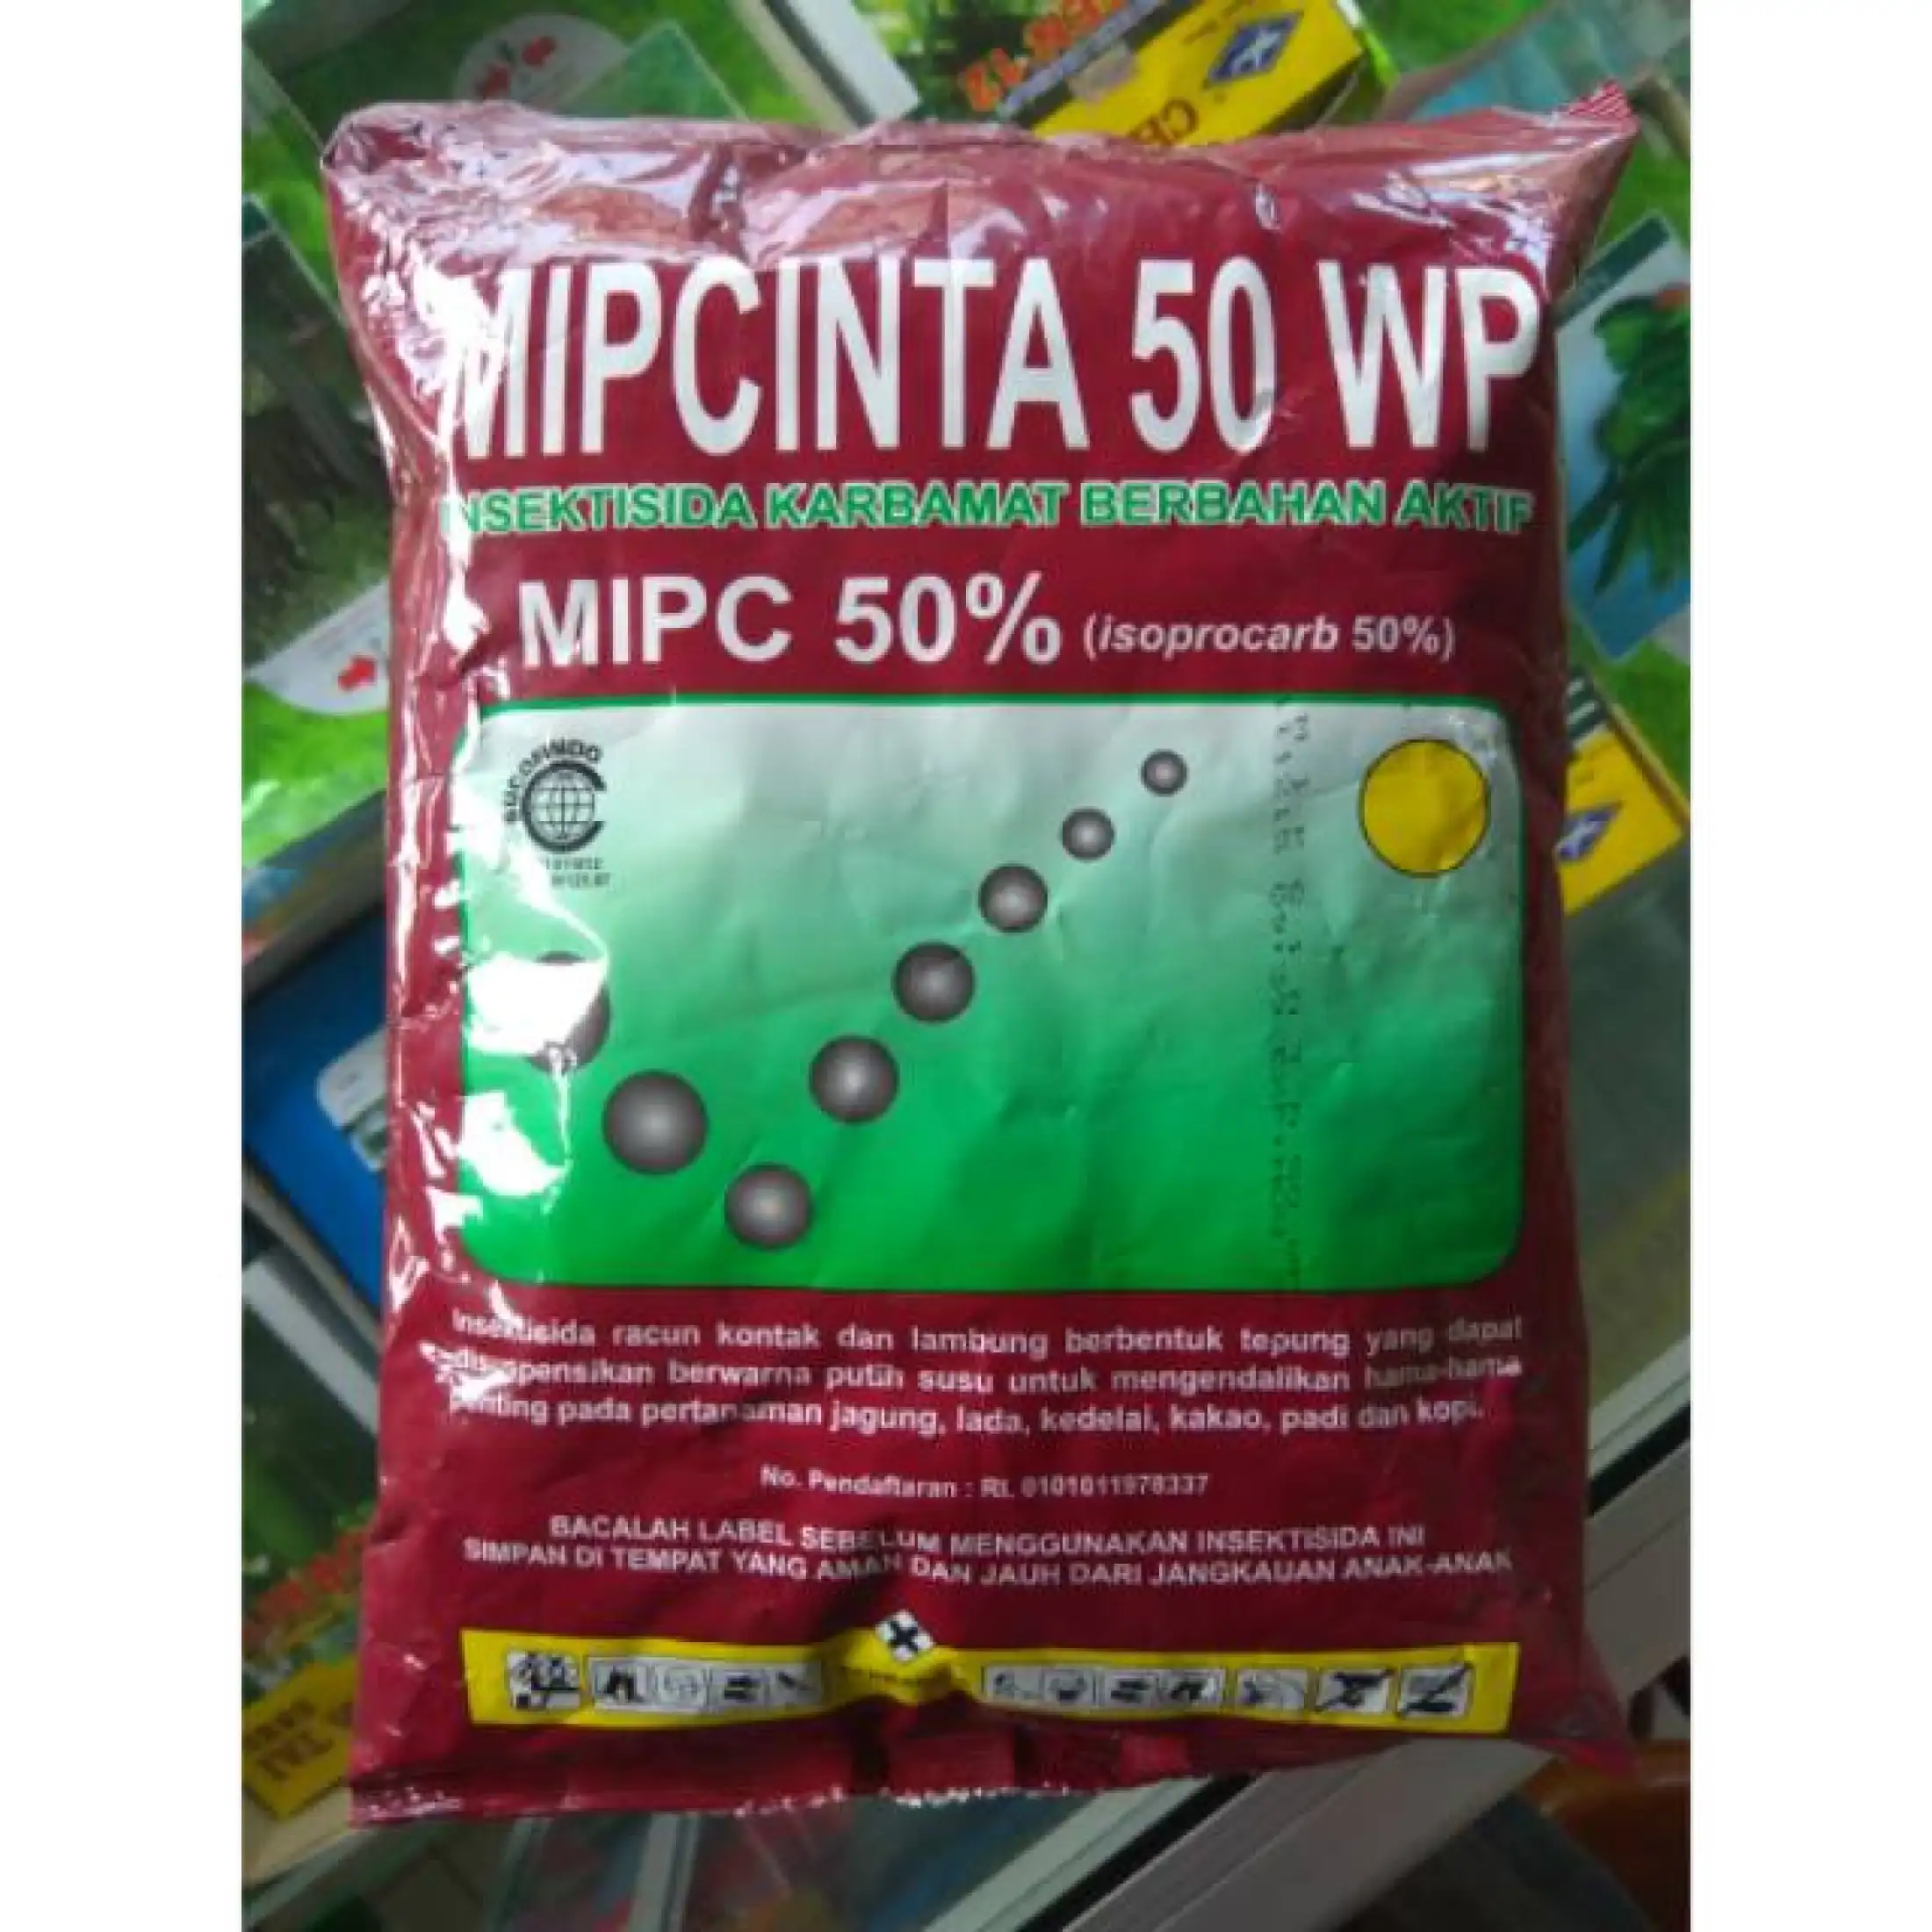 MIPCINTA 50 WP
INSEKTISIDA KARBAMAT BERBAHAN AKTIF
MIPC 50% (isoprocarb 50%)
SUCOFINDO
Insektisida racun kontak dan lambung berbentuk tepung yang dapat
disuspensikan berwarna putih susu untuk mengendalikan hama-hama
penting pada pertanaman jagung, lada, kedelai, kakao, padi dan kopi.
No. Pendaftaran : RI. 0101011978337
BACALAH LABEL SEBELUM MENGGUNAKAN INSEKTISIDA INI
SIMPAN DI TEMPAT YANG AMAN DAN JAUH DARI JANGKAUAN ANAK-ANAK